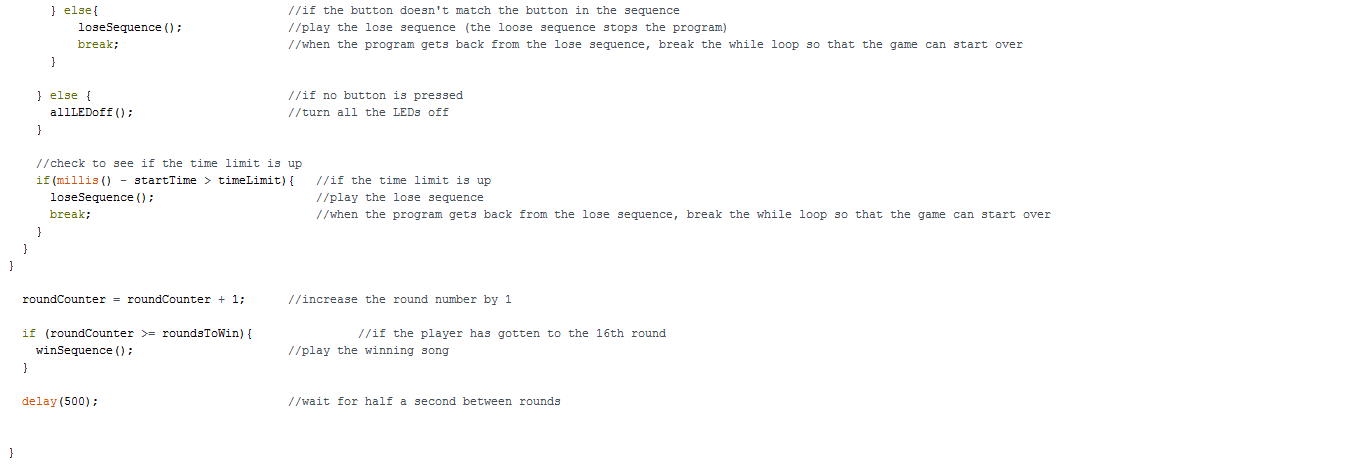 } else{ //if the button doesn't match the button in the sequence
loseSequence(); //play the lose sequence (the loose sequence stops the program)
break; //when the program gets back from the lose sequence, break the while loop so that the game can start over
}
} else { //if no button is pressed
allLEDoff(); //turn all the LEDs off
}
//check to see if the time limit is up
if(millis() - startTime > timeLimit){ //if the time limit is up
loseSequence(); //play the lose sequence
break; //when the program gets back from the lose sequence, break the while loop so that the game can start over
}
}
}
roundCounter = roundCounter + 1; //increase the round number by 1
if (roundCounter >= roundsToWin){ //if the player has gotten to the 16th round
winSequence(); //play the winning song
}
delay(500); //wait for half a second between rounds
}